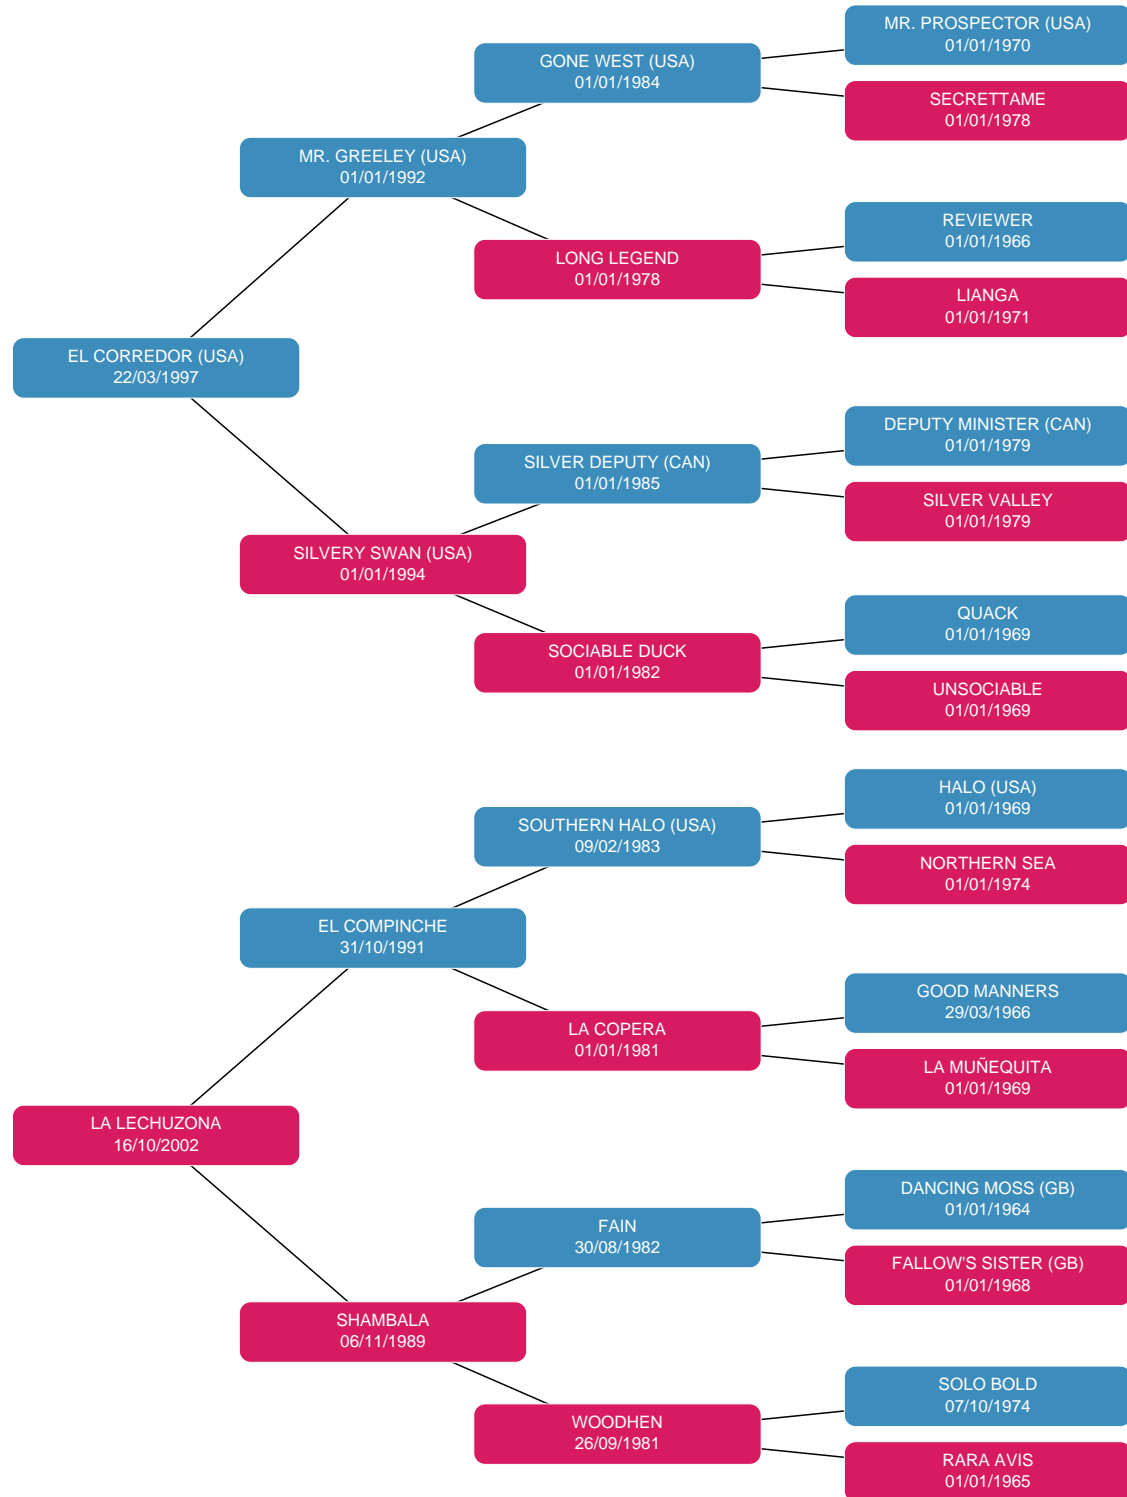 MR. PROSPECTOR (USA)
01/01/1970
GONE WEST (USA)
01/01/1984
SECRETTAME
01/01/1978
MR. GREELEY (USA)
01/01/1992
REVIEWER
01/01/1966
LONG LEGEND
01/01/1978
LIANGA
01/01/1971
EL CORREDOR (USA)
22/03/1997
DEPUTY MINISTER (CAN)
01/01/1979
SILVER DEPUTY (CAN)
01/01/1985
SILVER VALLEY
01/01/1979
SILVERY SWAN (USA)
01/01/1994
QUACK
01/01/1969
SOCIABLE DUCK
01/01/1982
UNSOCIABLE
01/01/1969
HALO (USA)
01/01/1969
SOUTHERN HALO (USA)
09/02/1983
NORTHERN SEA
01/01/1974
EL COMPINCHE
31/10/1991
GOOD MANNERS
29/03/1966
LA COPERA
01/01/1981
LA MUÑEQUITA
01/01/1969
LA LECHUZONA
16/10/2002
DANCING MOSS (GB)
01/01/1964
FAIN
30/08/1982
FALLOW'S SISTER (GB)
01/01/1968
SHAMBALA
06/11/1989
SOLO BOLD
07/10/1974
WOODHEN
26/09/1981
RARA AVIS
01/01/1965